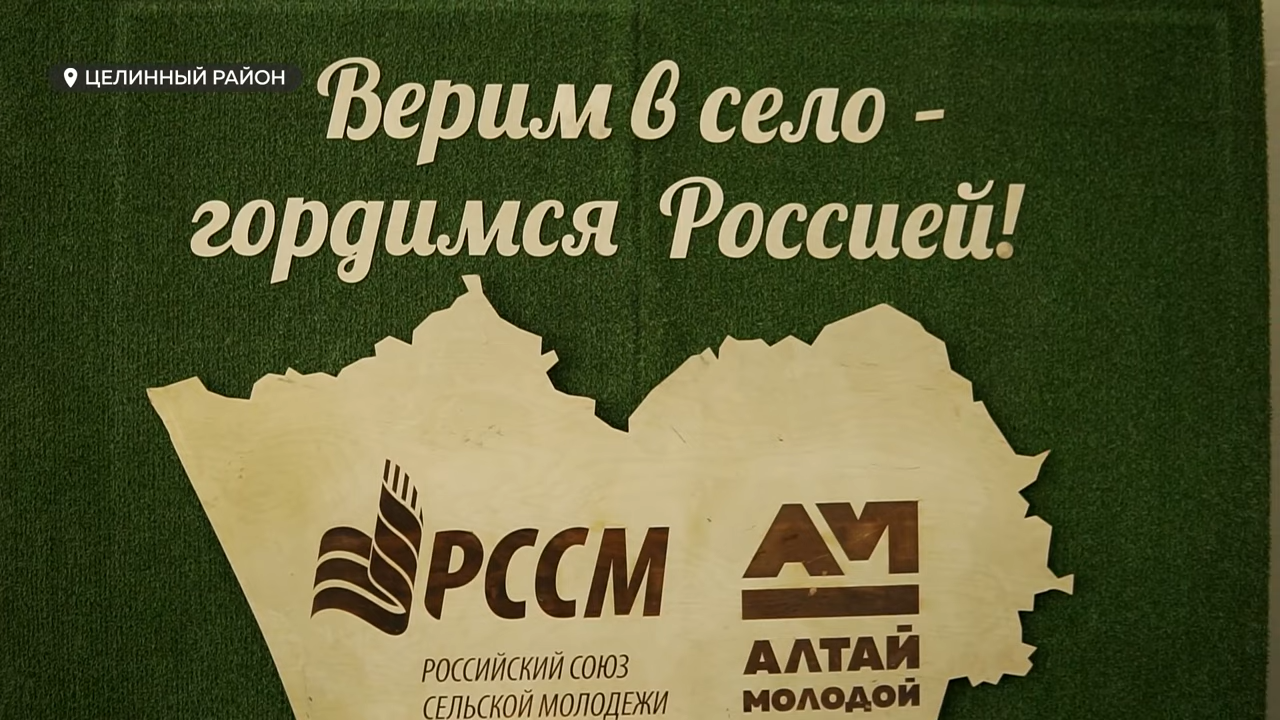 ЦЕЛИННЫЙ РАЙОН
Верим в село -
гордимся Россией!
РССМ
РОССИЙСКИЙ СОЮЗ
СЕЛЬСКОЙ МОЛОДЕЖИ
АМ
АЛТАЙ
МОЛОДОЙ